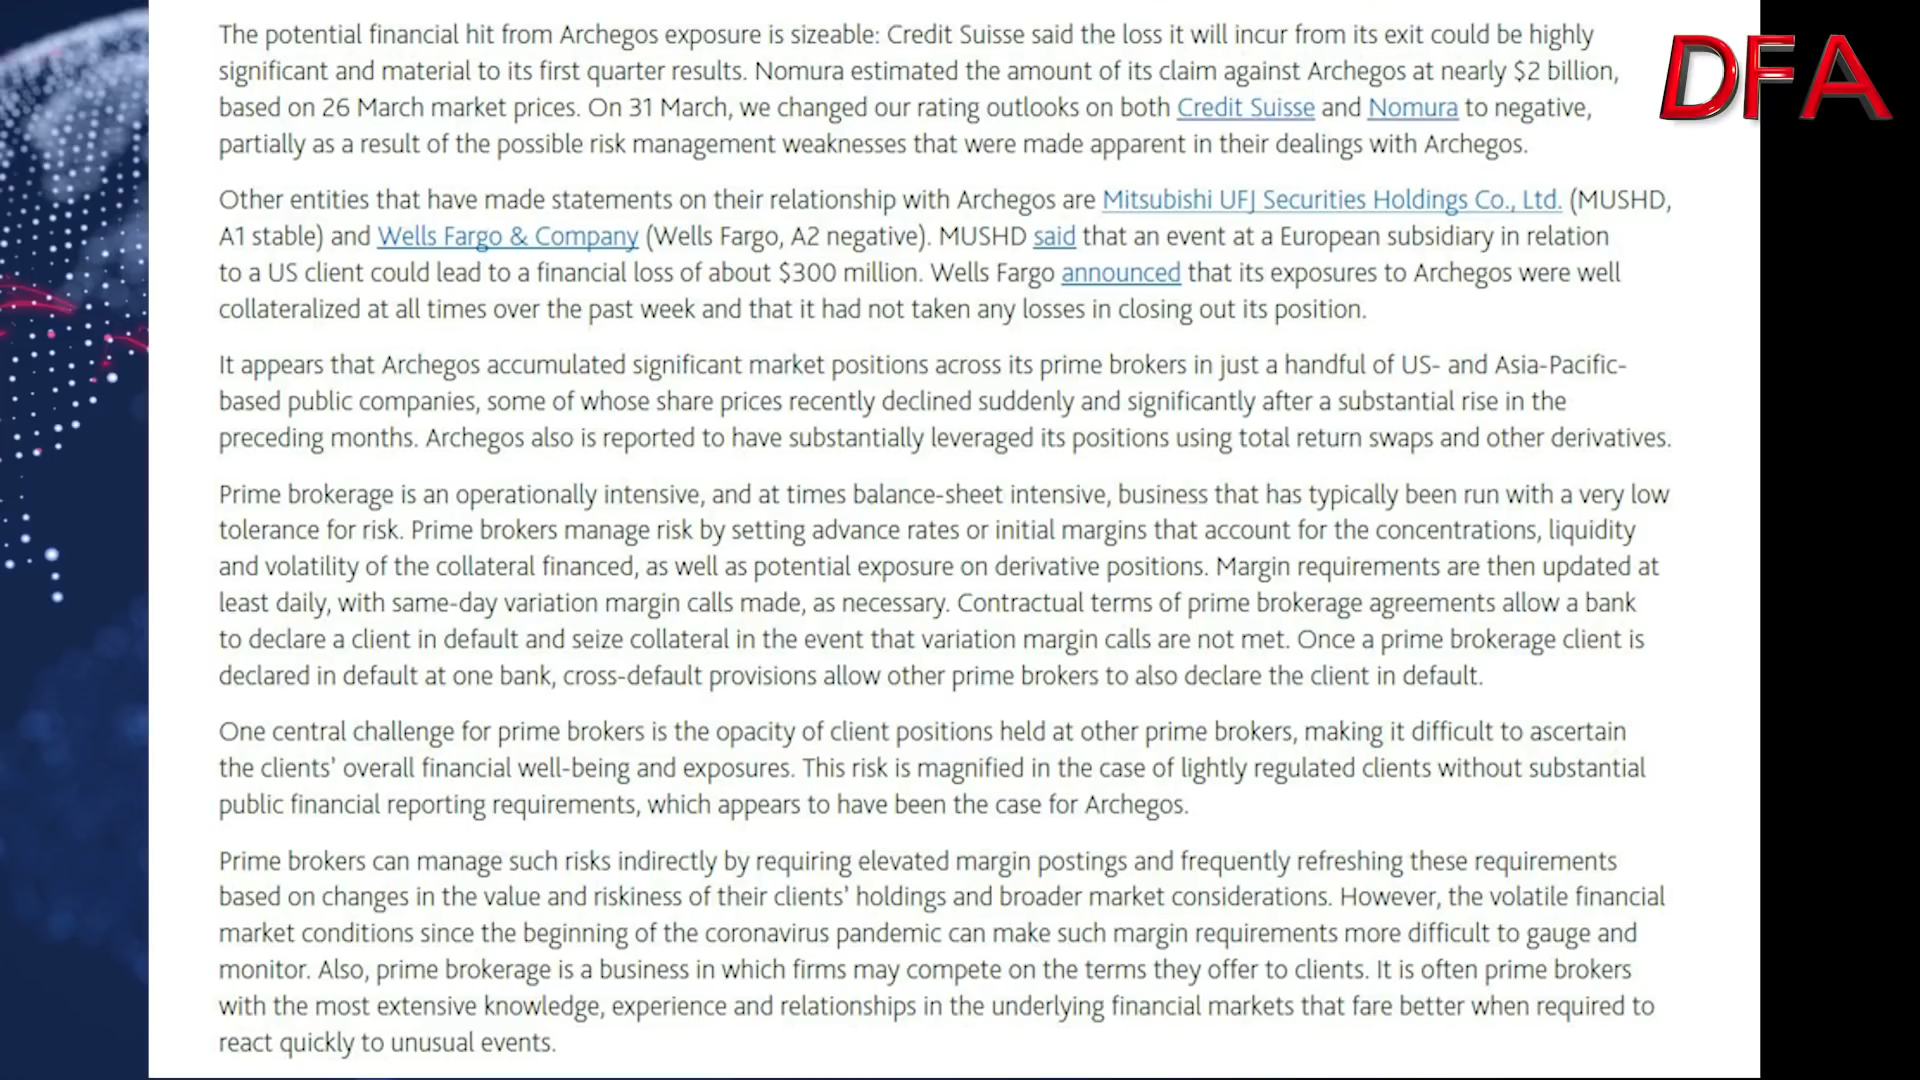 The potential financial hit from Archegos exposure is sizeable: Credit Suisse said the loss it will incur from its exit could be highly
significant and material to its first quarter results. Nomura estimated the amount of its claim against Archegos at nearly $2 billion,
based on 26 March market prices. On 31 March, we changed our rating outlooks on both Credit Suisse and Nomura to negative,
partially as a result of the possible risk management weaknesses that were made apparent in their dealings with Archegos.
DFA
Other entities that have made statements on their relationship with Archegos are Mitsubishi UFJ Securities Holdings Co., Ltd. (MUSHD,
A1 stable) and Wells Fargo & Company (Wells Fargo, A2 negative). MUSHD said that an event at a European subsidiary in relation
to a US client could lead to a financial loss of about $300 million. Wells Fargo announced that its exposures to Archegos were well
collateralized at all times over the past week and that it had not taken any losses in closing out its position.
It appears that Archegos accumulated significant market positions across its prime brokers in just a handful of US- and Asia-Pacific-
based public companies, some of whose share prices recently declined suddenly and significantly after a substantial rise in the
preceding months. Archegos also is reported to have substantially leveraged its positions using total return swaps and other derivatives.
Prime brokerage is an operationally intensive, and at times balance-sheet intensive, business that has typically been run with a very low
tolerance for risk. Prime brokers manage risk by setting advance rates or initial margins that account for the concentrations, liquidity
and volatility of the collateral financed, as well as potential exposure on derivative positions. Margin requirements are then updated at
least daily, with same-day variation margin calls made, as necessary. Contractual terms of prime brokerage agreements allow a bank
to declare a client in default and seize collateral in the event that variation margin calls are not met. Once a prime brokerage client is
declared in default at one bank, cross-default provisions allow other prime brokers to also declare the client in default.
One central challenge for prime brokers is the opacity of client positions held at other prime brokers, making it difficult to ascertain
the clients' overall financial well-being and exposures. This risk is magnified in the case of lightly regulated clients without substantial
public financial reporting requirements, which appears to have been the case for Archegos.
Prime brokers can manage such risks indirectly by requiring elevated margin postings and frequently refreshing these requirements
based on changes in the value and riskiness of their clients' holdings and broader market considerations. However, the volatile financial
market conditions since the beginning of the coronavirus pandemic can make such margin requirements more difficult to gauge and
monitor. Also, prime brokerage is a business in which firms may compete on the terms they offer to clients. It is often prime brokers
with the most extensive knowledge, experience and relationships in the underlying financial markets that fare better when required to
react quickly to unusual events.